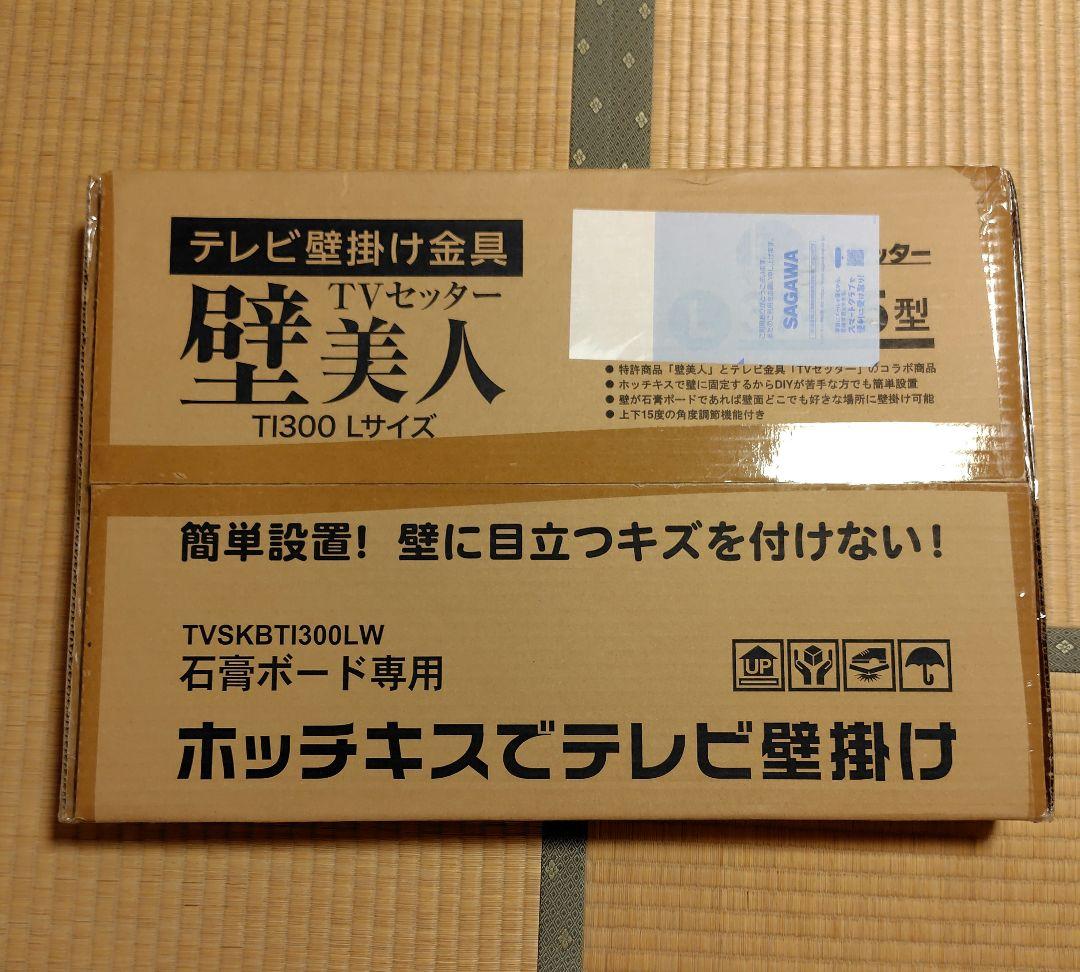 テレビ壁掛け金具
TVセッター
壁美人
TI300 Lサイズ
SAGAWA
ッター
5型
● 特許商品「壁美人」とテレビ金具「TVセッター」のコラボ商品
● ホッチキスで壁に固定するからDIYが苦手な方でも簡単設置
● 壁が石膏ボードであれば壁面どこでも好きな場所に壁掛け可能
● 上下15度の角度調節機能付き
簡単設置! 壁に目立つキズを付けない!
TVSKBTI300LW
石膏ボード専用
UP
ホッチキスでテレビ壁掛け